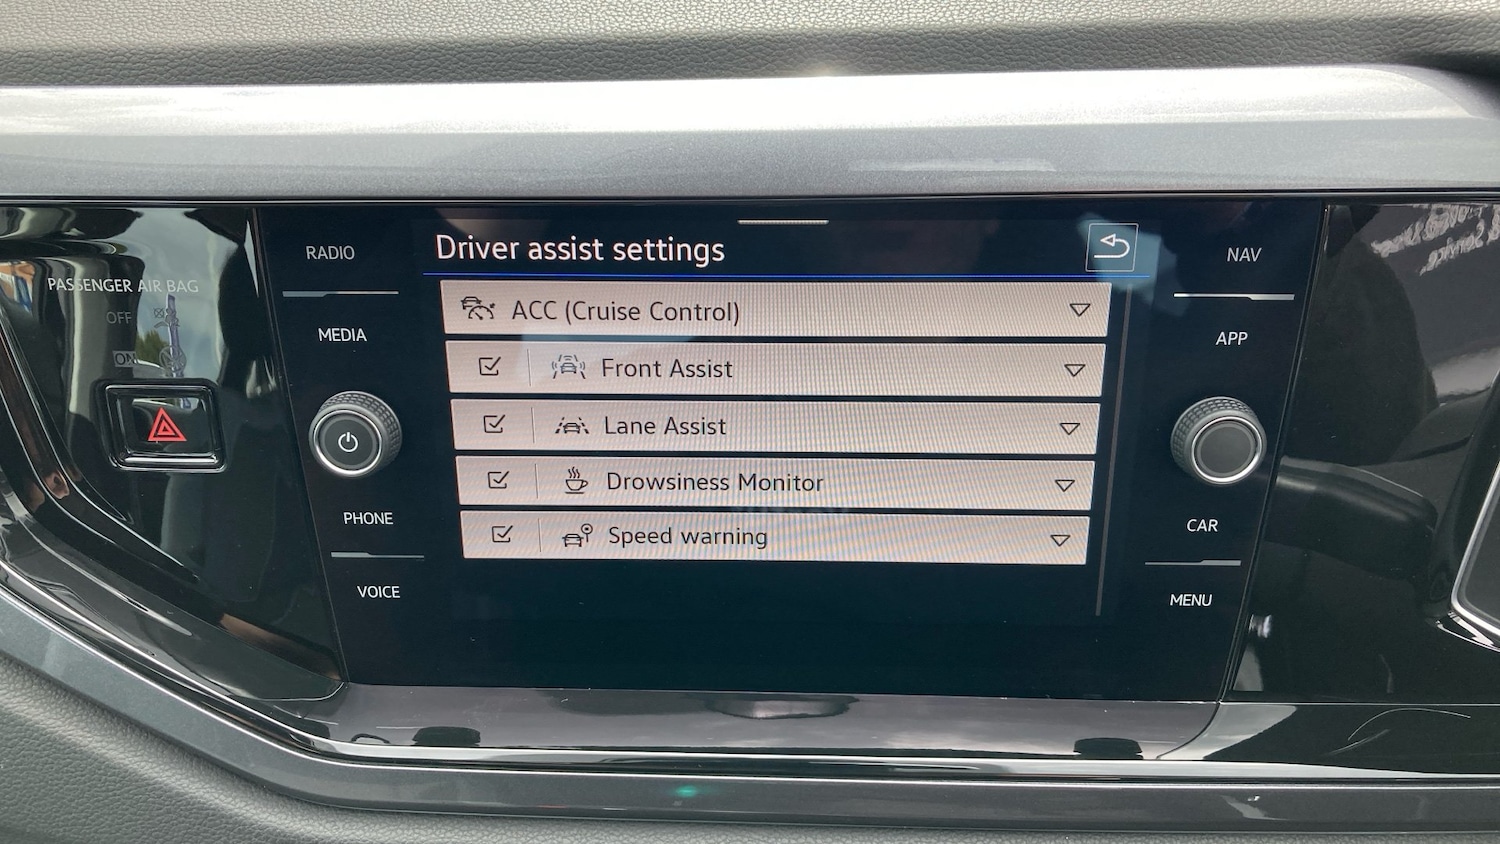 PASSENGER AIR BAG
OFF
ON
RADIO
MEDIA
PHONE
VOICE
Driver assist settings
ACC (Cruise Control)
Front Assist
Lane Assist
Drowsiness Monitor
Speed warning
NAV
APP
CAR
MENU